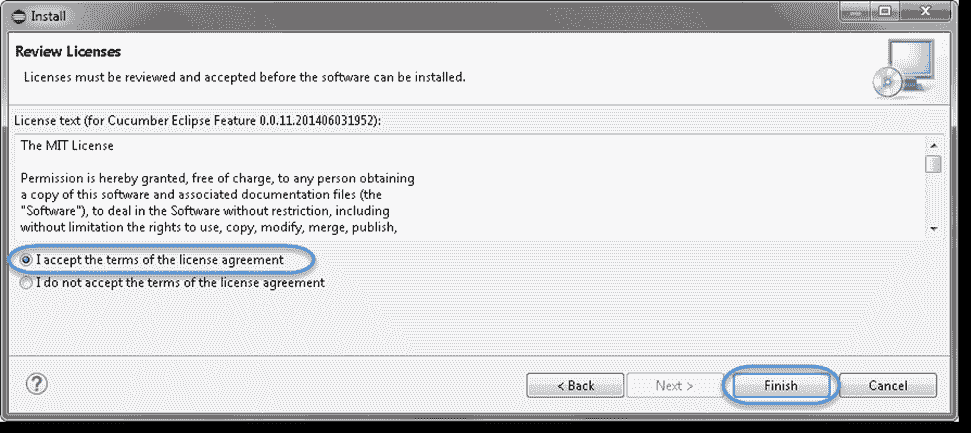 Install
Review Licenses
Licenses must be reviewed and accepted before the software can be installed.
License text (for Cucumber Eclipse Feature 0.0.11.201406031952):
The MIT License
Permission is hereby granted, free of charge, to any person obtaining
a copy of this software and associated documentation files (the
"Software"), to deal in the Software without restriction, including
without limitation the rights to use, copy, modify, merge, publish,
I accept the terms of the license agreement
I do not accept the terms of the license agreement
?
< Back Next > Finish Cancel